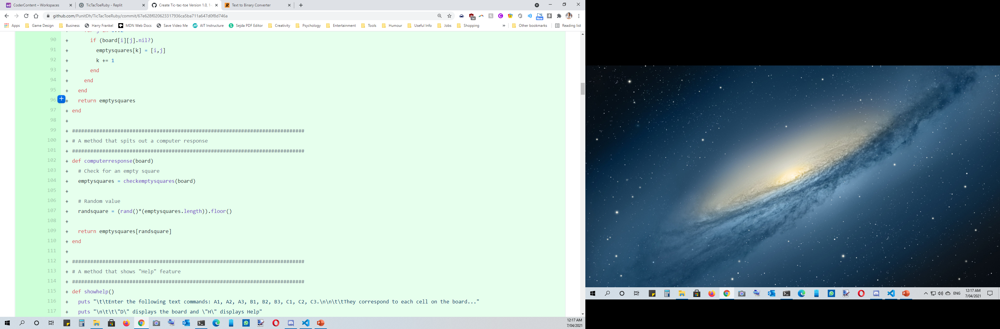 CoderContent – Workspaces
TicTacToeRuby - Replit
Create Tic-tac-toe Version 1.0, 1-
Text to Binary Converter
github.com/PunitDh/TicTacToeRuby/commit/67e628f020623317936ca5ba711a647d0f8d746a
14
New
Apps Game Design Business Harry Frankel MDN Web Docs Save Video Me AIT Instructure Sejda PDF Editor Creativity Psychology Entertainment Tools Humour Useful Info Jobs Shopping » Other bookmarks Reading list
90 + if (board[i][j].nil?)
91 + emptysquares[k] = [i,j]
92 + k += 1
93 + end
94 + end
95 + end
96 + return emptysquares
97 + end
98 +
99 + #############################################################################
100 + # A method that spits out a computer response
101 + #############################################################################
102 + def computerresponse(board)
103 + # Check for an empty square
104 + emptysquares = checkemptysquares(board)
105 +
106 + # Random value
107 + randsquare = (rand()*(emptysquares.length)).floor()
108 +
109 + return emptysquares[randsquare]
110 + end
111 +
112 + #############################################################################
113 + # A method that shows "Help" feature
114 + #############################################################################
115 + def showhelp()
116 + puts "\t\tEnter the following text commands: A1, A2, A3, B1, B2, B3, C1, C2, C3.\n\n\t\tThey correspond to each cell on the board..."
117 + puts "\n\t\t\"D\" displays the board and \"H\" displays Help"
12:17 AM
7/04/2021
ENG
12:17 AM
7/04/2021